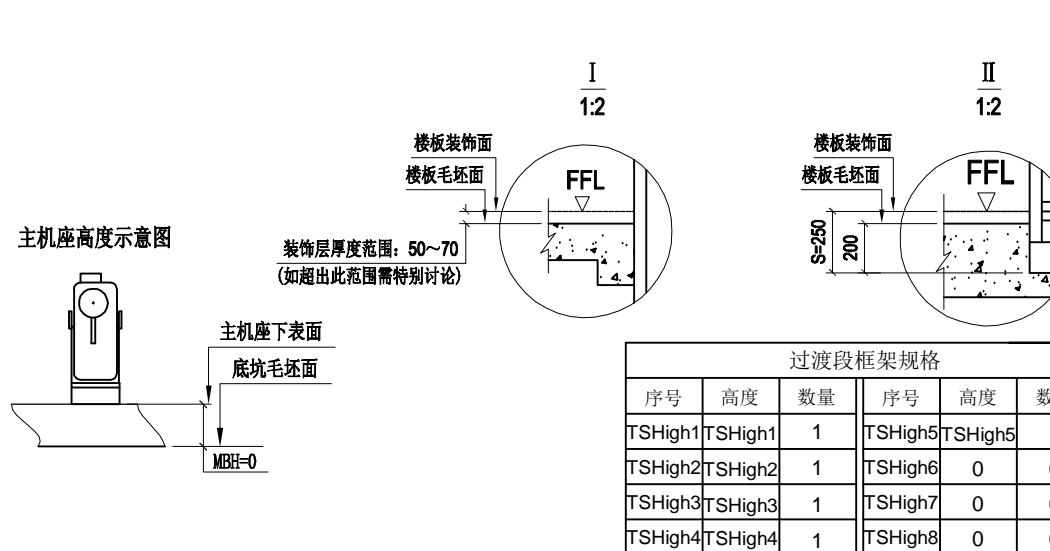 Ⅰ
1:2
楼板装饰面
楼板毛坯面
FFL
装饰层厚度范围：50～70
(如超出此范围需特别讨论)
Ⅱ
1:2
楼板装饰面
楼板毛坯面
FFL
S=250
200
主机座高度示意图
主机座下表面
底坑毛坯面
MBH=0
过渡段框架规格
序号 高度 数量 序号 高度
TSHigh1 TSHigh1 1 TSHigh5 TSHigh5
TSHigh2 TSHigh2 1 TSHigh6 0
TSHigh3 TSHigh3 1 TSHigh7 0
TSHigh4 TSHigh4 1 TSHigh8 0